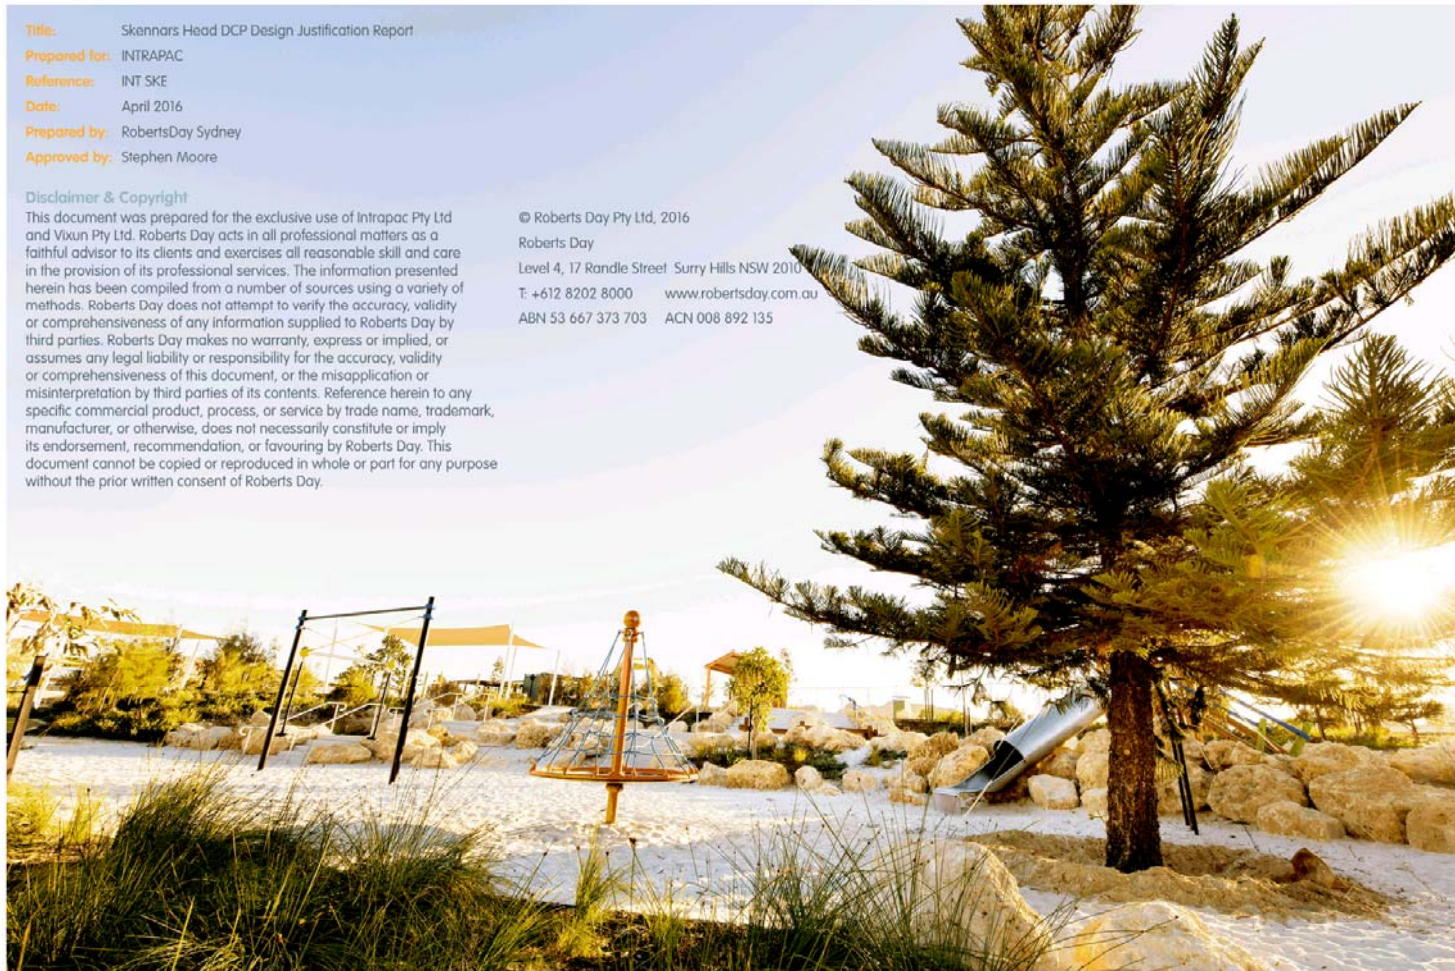 Title: Skennars Head DCP Design Justification Report
Prepared for: INTRAPAC
Reference: INT SKE
Date: April 2016
Prepared by: RobertsDay Sydney
Approved by: Stephen Moore
Disclaimer & Copyright
This document was prepared for the exclusive use of Intrapac Pty Ltd
and Vixun Pty Ltd. Roberts Day acts in all professional matters as a
faithful advisor to its clients and exercises all reasonable skill and care
in the provision of its professional services. The information presented
herein has been compiled from a number of sources using a variety of
methods. Roberts Day does not attempt to verify the accuracy, validity
or comprehensiveness of any information supplied to Roberts Day by
third parties. Roberts Day makes no warranty, express or implied, or
assumes any legal liability or responsibility for the accuracy, validity
or comprehensiveness of this document, or the misapplication or
misinterpretation by third parties of its contents. Reference herein to any
specific commercial product, process, or service by trade name, trademark,
manufacturer, or otherwise, does not necessarily constitute or imply
its endorsement, recommendation, or favouring by Roberts Day. This
document cannot be copied or reproduced in whole or part for any purpose
without the prior written consent of Roberts Day.
© Roberts Day Pty Ltd, 2016
Roberts Day
Level 4, 17 Randle Street Surry Hills NSW 2010
T: +612 8202 8000 www.robertsday.com.au
ABN 53 667 373 703 ACN 008 892 135